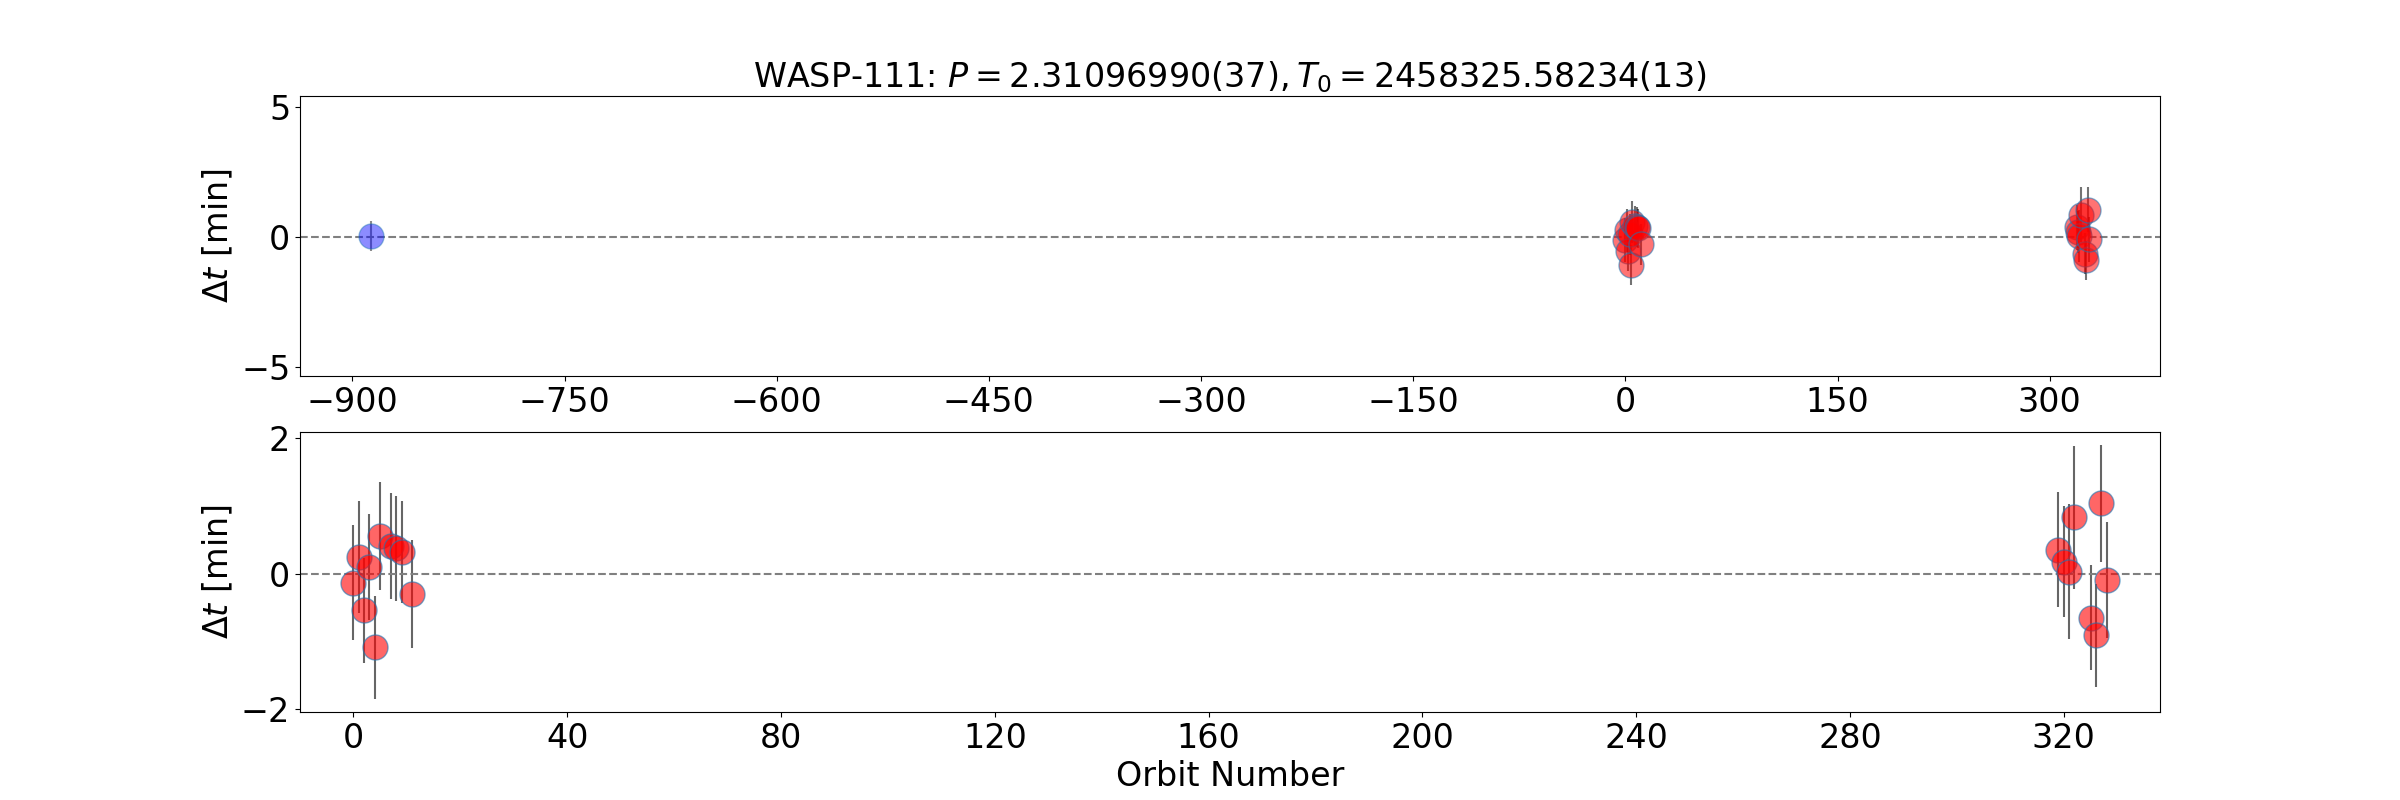 WASP-111: P = 2.31096990(37), T₀ = 2458325.58234(13)
Δt [min]
5
0
−5
−900 −750 −600 −450 −300 −150 0 150 300
Δt [min]
2
0
−2
0 40 80 120 160 200 240 280 320
Orbit Number